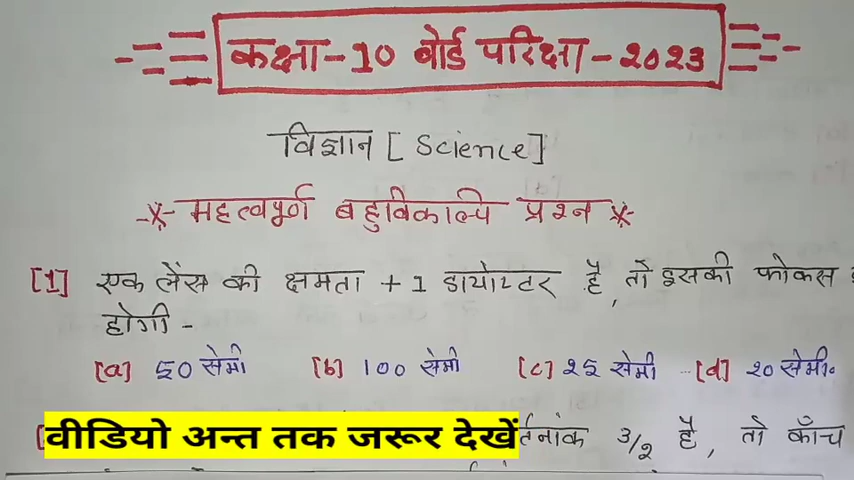 कक्षा-10 बोर्ड परिक्षा-2023
विज्ञान [Science]
महत्वपूर्ण बहुविकल्पि प्रश्न
[1] एक लैंस की क्षमता +1 डायोप्टर है, तो इसकी फोकस
होगी -
[a] 50 सेमी [b] 100 सेमी [c] 25 सेमी [d] 20 सेमी०
वीडियो अन्त तक जरूर देखें
3/2 है, तो काँच